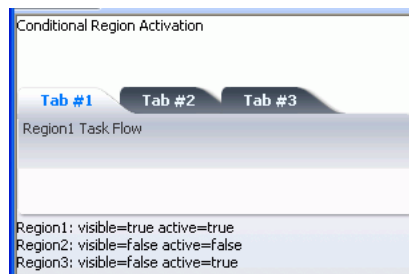 Conditional Region Activation
Tab #1 Tab #2 Tab #3
Region1 Task Flow
Region1: visible=true active=true
Region2: visible=false active=false
Region3: visible=false active=true